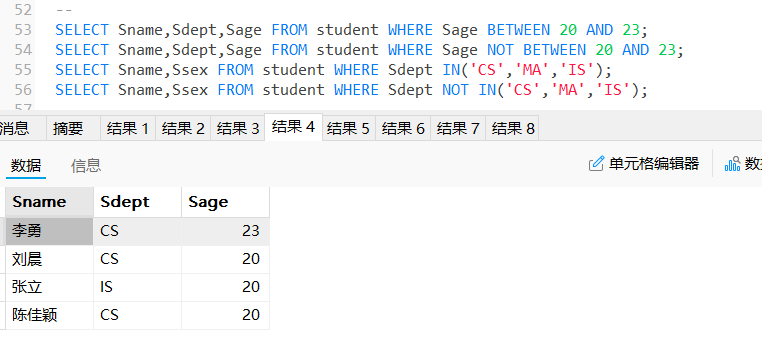 52 --
53 SELECT Sname,Sdept,Sage FROM student WHERE Sage BETWEEN 20 AND 23;
54 SELECT Sname,Sdept,Sage FROM student WHERE Sage NOT BETWEEN 20 AND 23;
55 SELECT Sname,Ssex FROM student WHERE Sdept IN('CS','MA','IS');
56 SELECT Sname,Ssex FROM student WHERE Sdept NOT IN('CS','MA','IS');
57
消息 摘要 结果 1 结果 2 结果 3 结果 4 结果 5 结果 6 结果 7 结果 8
数据 信息 单元格编辑器
Sname Sdept Sage
李勇 CS 23
刘晨 CS 20
张立 IS 20
陈佳颖 CS 20